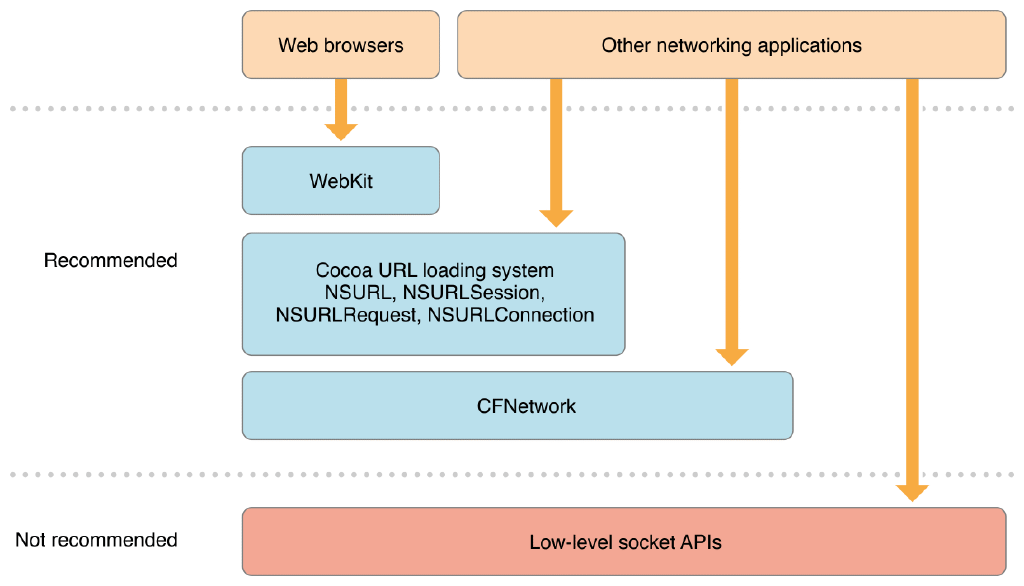 Web browsers
Other networking applications
WebKit
Recommended
Cocoa URL loading system
NSURL, NSURLSession,
NSURLRequest, NSURLConnection
CFNetwork
Not recommended
Low-level socket APIs